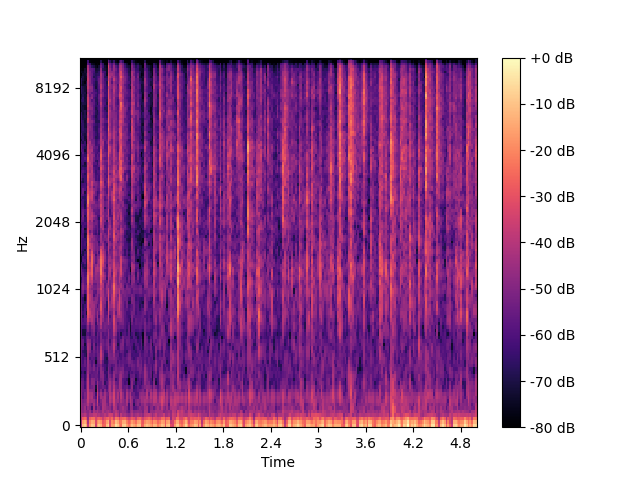 8192
4096
2048
1024
512
0
Hz
0 0.6 1.2 1.8 2.4 3 3.6 4.2 4.8
Time
+0 dB
-10 dB
-20 dB
-30 dB
-40 dB
-50 dB
-60 dB
-70 dB
-80 dB